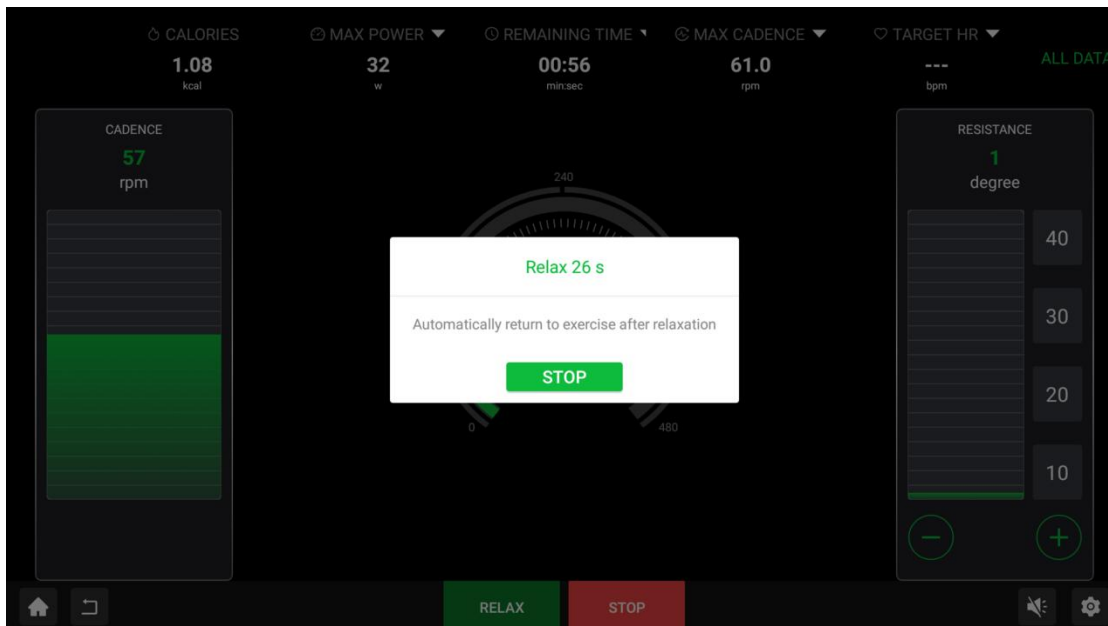 CALORIES
1.08
kcal
MAX POWER
32
w
REMAINING TIME
00:56
min:sec
MAX CADENCE
61.0
rpm
TARGET HR
---
bpm
ALL DATA
CADENCE
57
rpm
240
0
480
Relax 26 s
Automatically return to exercise after relaxation
STOP
RESISTANCE
1
degree
40
30
20
10
RELAX
STOP